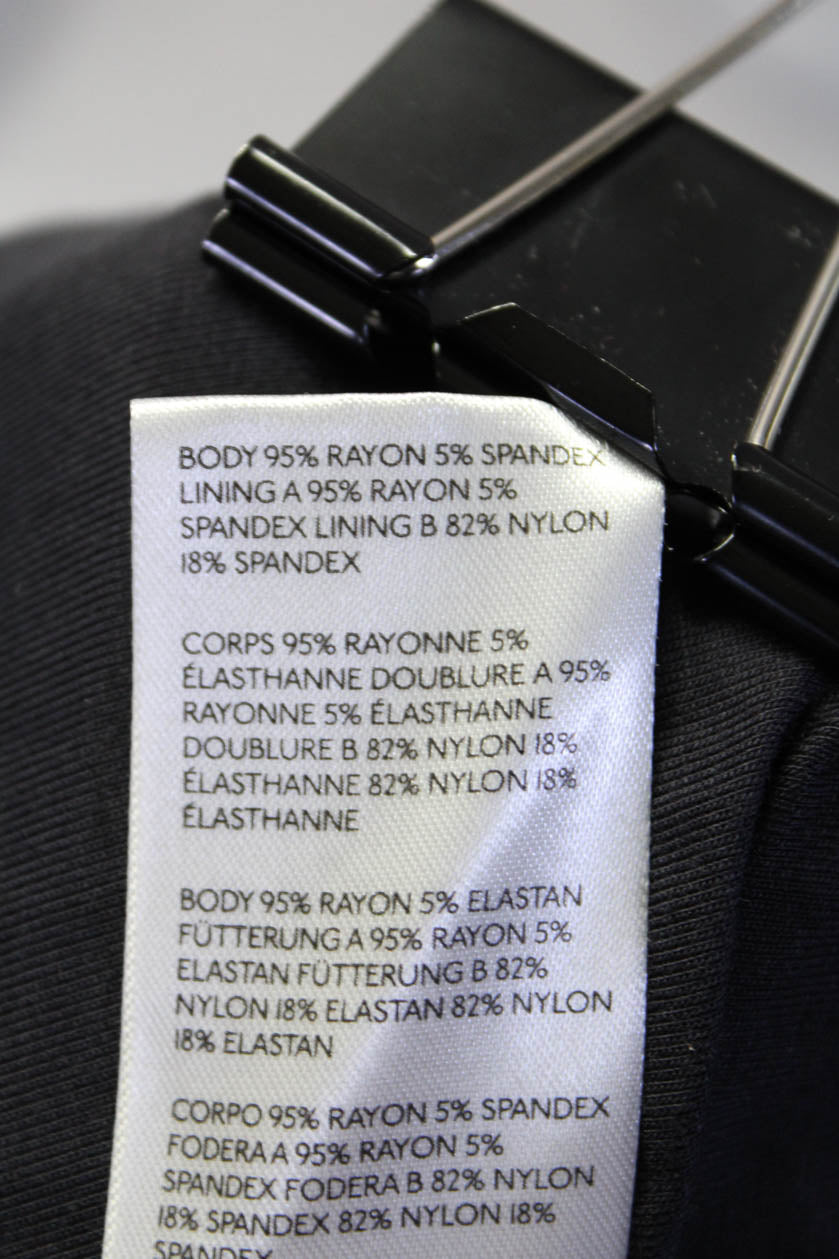 BODY 95% RAYON 5% SPANDEX
LINING A 95% RAYON 5%
SPANDEX LINING B 82% NYLON
18% SPANDEX
CORPS 95% RAYONNE 5%
ÉLASTHANNE DOUBLURE A 95%
RAYONNE 5% ÉLASTHANNE
DOUBLURE B 82% NYLON 18%
ÉLASTHANNE 82% NYLON 18%
ÉLASTHANNE
BODY 95% RAYON 5% ELASTAN
FÜTTERUNG A 95% RAYON 5%
ELASTAN FÜTTERUNG B 82%
NYLON 18% ELASTAN 82% NYLON
18% ELASTAN
CORPO 95% RAYON 5% SPANDEX
FODERA A 95% RAYON 5%
SPANDEX FODERA B 82% NYLON
18% SPANDEX 82% NYLON 18%
SPANDEX